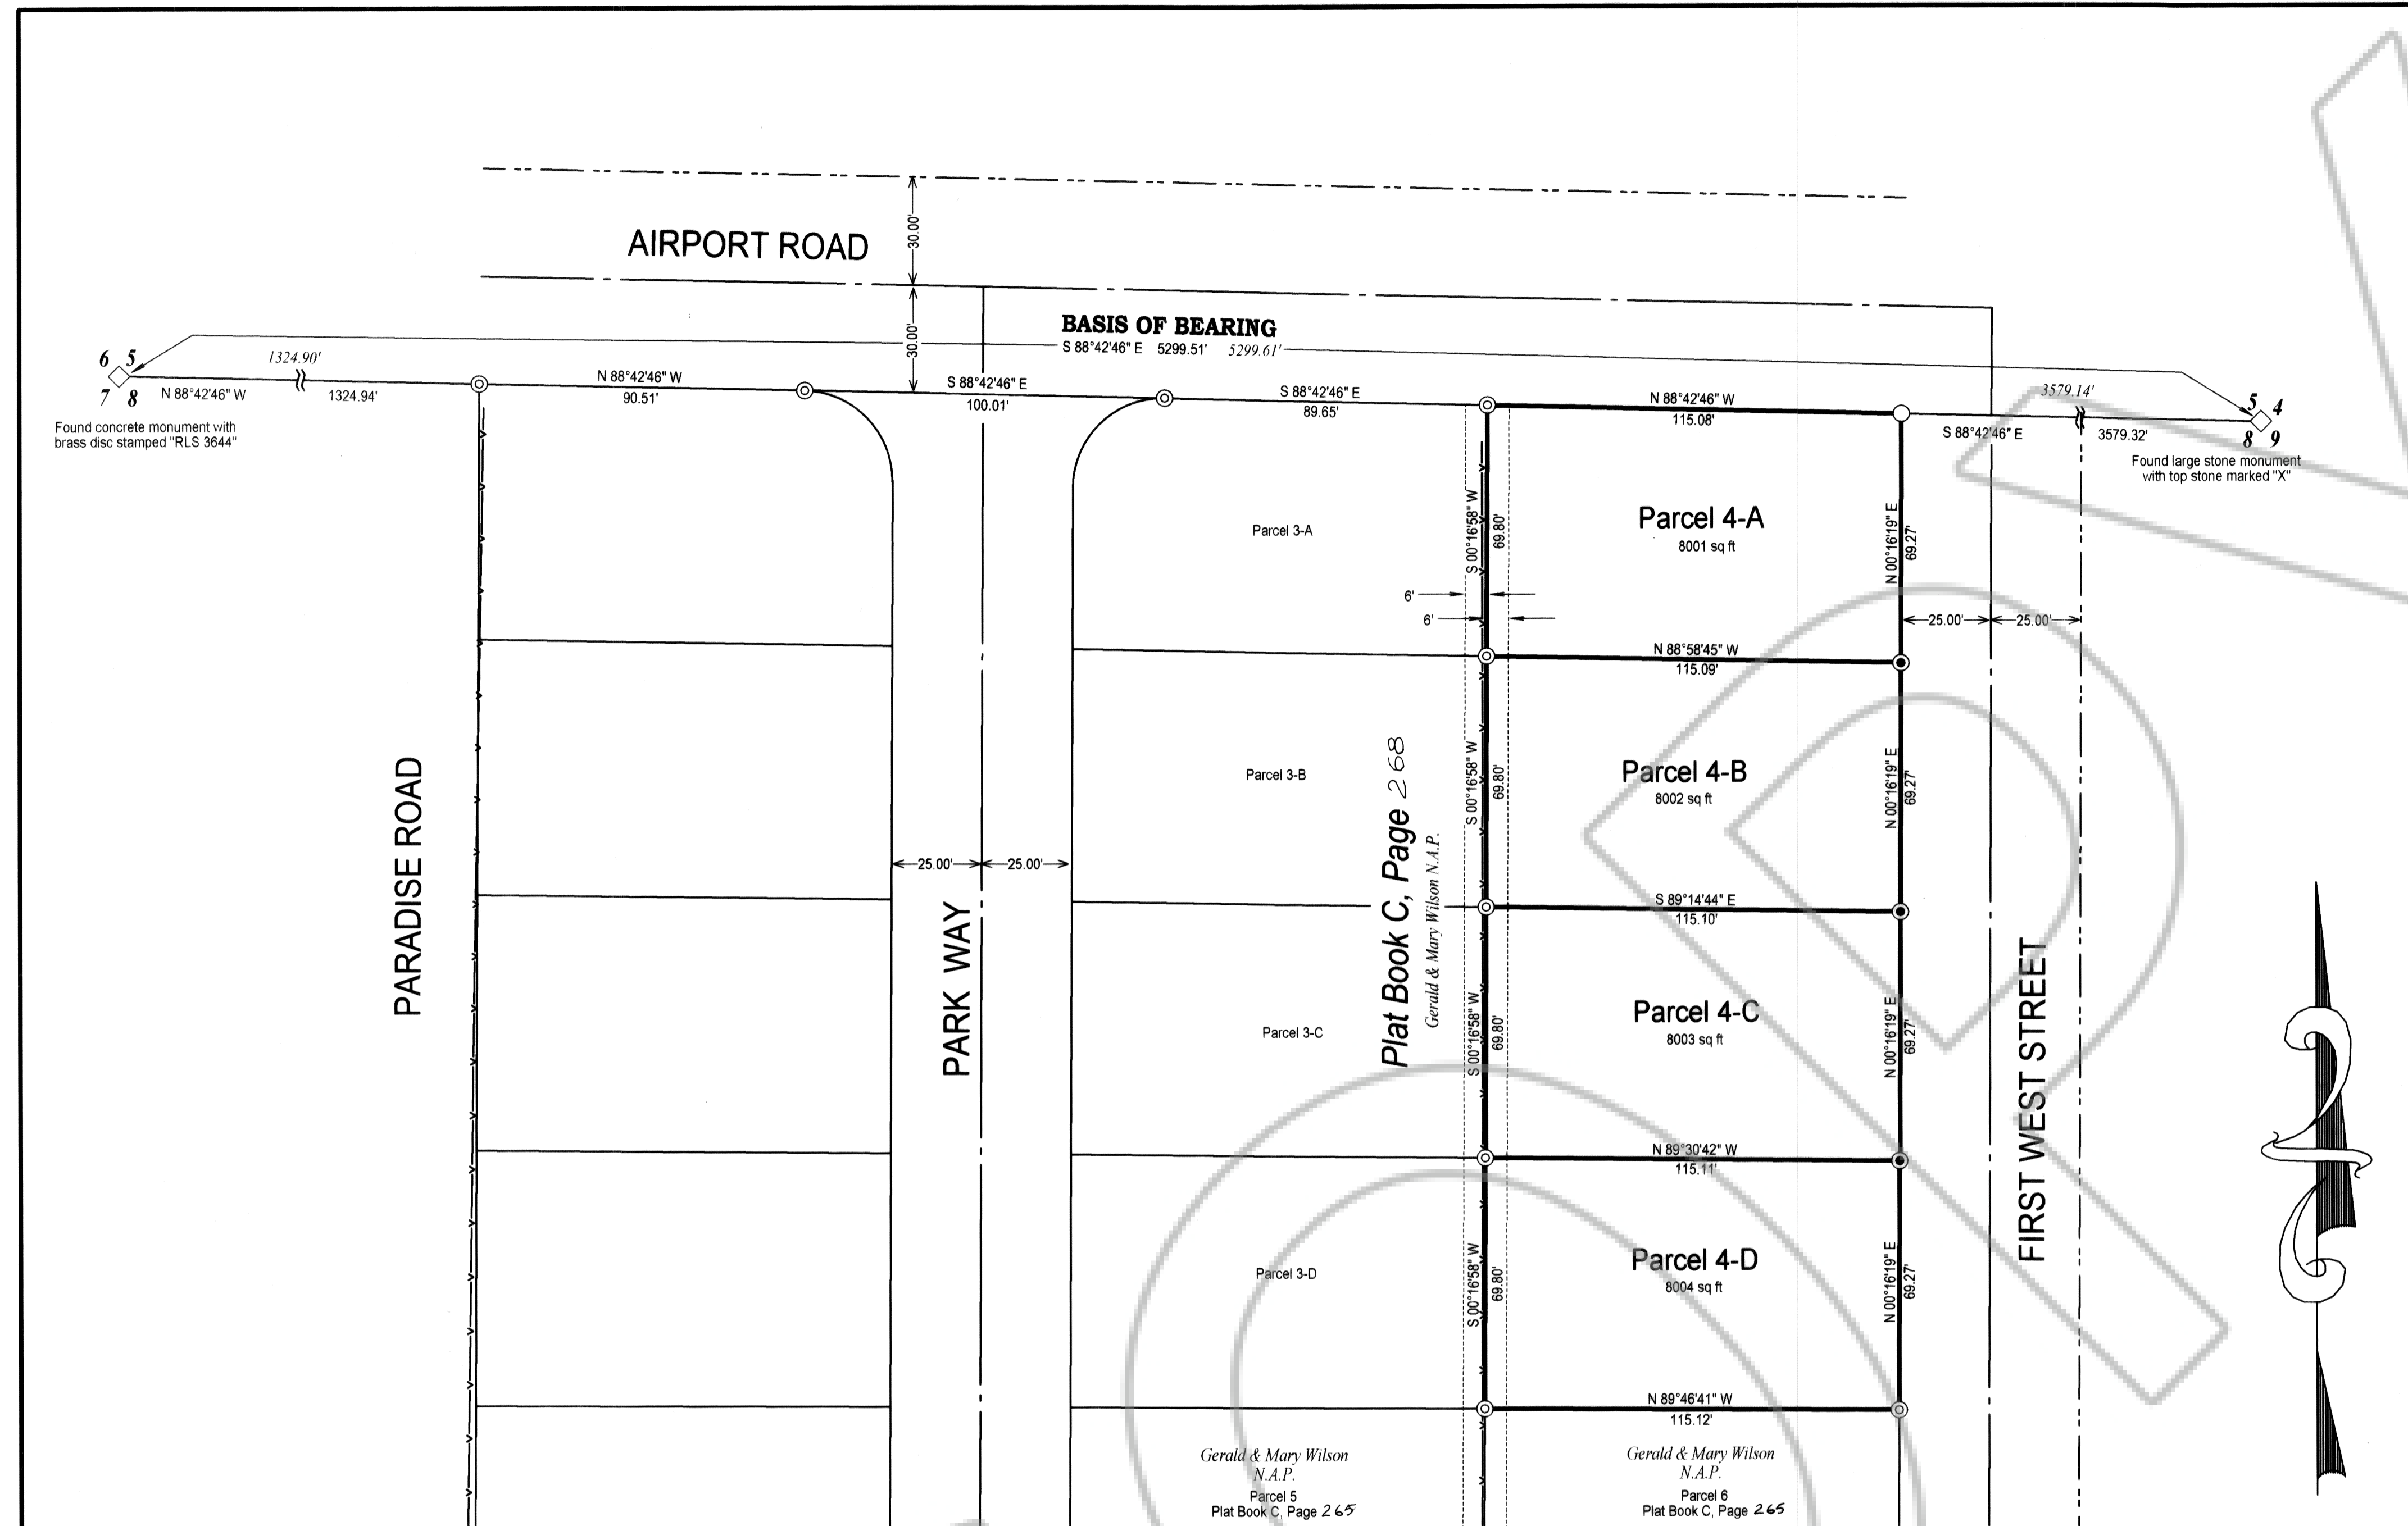 AIRPORT ROAD
30.00'
30.00'
BASIS OF BEARING
S 88°42'46" E 5299.51' 5299.61'
6 5
7 8
1324.90'
N 88°42'46" W
1324.94'
Found concrete monument with
brass disc stamped "RLS 3644"
N 88°42'46" W
90.51'
S 88°42'46" E
100.01'
S 88°42'46" E
89.65'
N 88°42'46" W
115.08'
3579.14'
S 88°42'46" E
3579.32'
5 4
8 9
Found large stone monument
with top stone marked "X"
Parcel 3-A
S 00°16'58" W
69.80'
Parcel 4-A
8001 sq ft
N 00°16'19" E
69.27'
6'
6'
25.00'
25.00'
N 88°58'45" W
115.09'
PARADISE ROAD
PARK WAY
25.00'
25.00'
Parcel 3-B
Plat Book C, Page 268
Gerald & Mary Wilson N.A.P.
S 00°16'58" W
69.80'
Parcel 4-B
8002 sq ft
N 00°16'19" E
69.27'
S 89°14'44" E
115.10'
Parcel 3-C
S 00°16'58" W
69.80'
Parcel 4-C
8003 sq ft
N 00°16'19" E
69.27'
FIRST WEST STREET
N 89°30'42" W
115.11'
Parcel 3-D
S 00°16'58" W
69.80'
Parcel 4-D
8004 sq ft
N 00°16'19" E
69.27'
N 89°46'41" W
115.12'
Gerald & Mary Wilson
N.A.P.
Parcel 5
Plat Book C, Page 265
Gerald & Mary Wilson
N.A.P.
Parcel 6
Plat Book C, Page 265